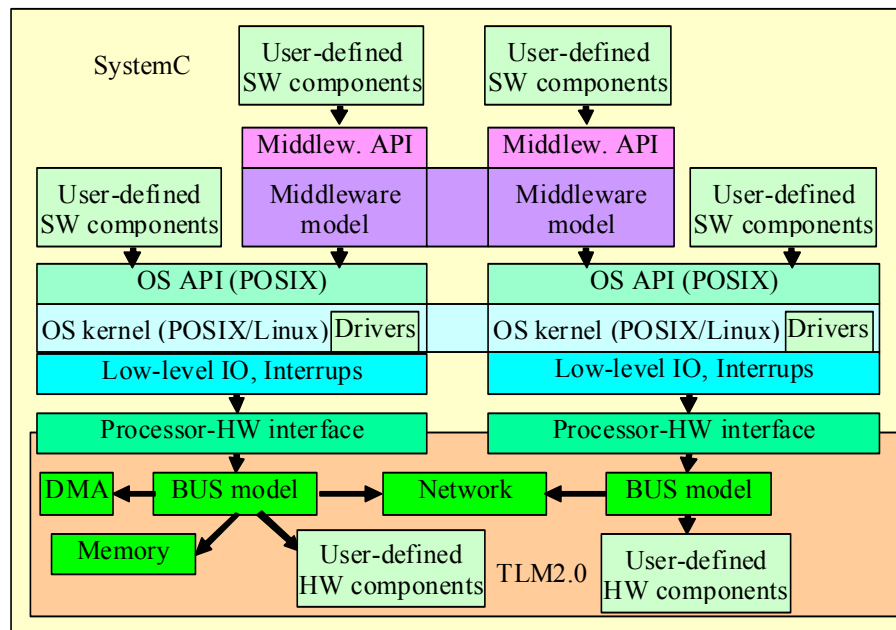 SystemC
User-defined
SW components
User-defined
SW components
Middlew. API
Middlew. API
User-defined
SW components
Middleware
model
Middleware
model
User-defined
SW components
OS API (POSIX)
OS API (POSIX)
OS kernel (POSIX/Linux)
Drivers
OS kernel (POSIX/Linux)
Drivers
Low-level IO, Interrups
Low-level IO, Interrups
Processor-HW interface
Processor-HW interface
DMA
BUS model
Network
BUS model
Memory
User-defined
HW components
TLM2.0
User-defined
HW components